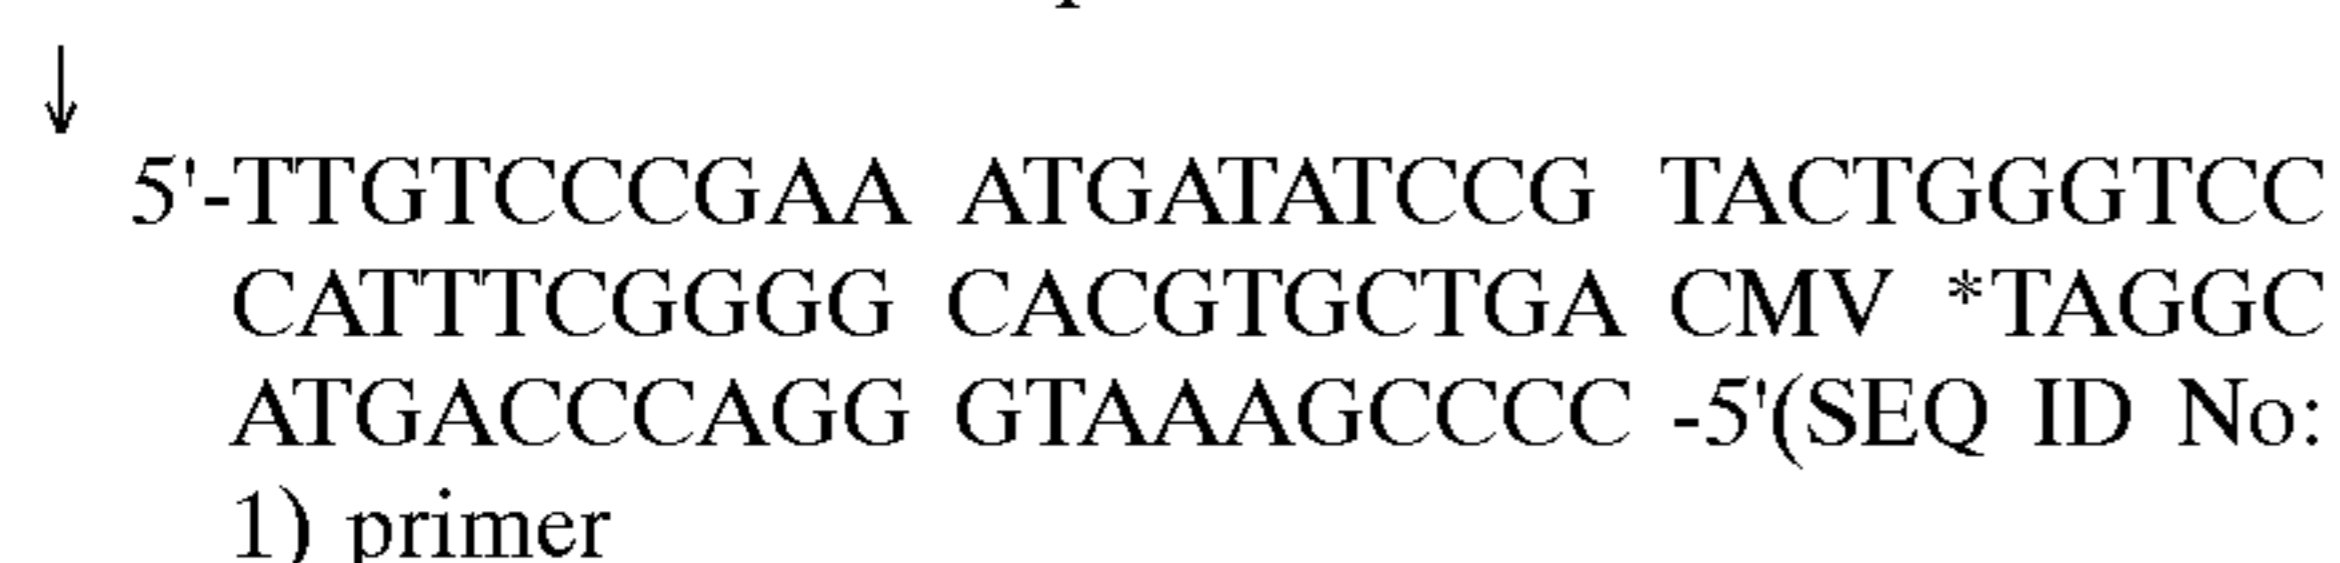 5'-TTGTCCCGAA ATGATATCCG TACTGGGTCC
CATTTCGGGG CACGTGCTGA CMV *TAGGC
ATGACCCAGG GTAAAGCCCC -5'(SEQ ID No:
1) primer